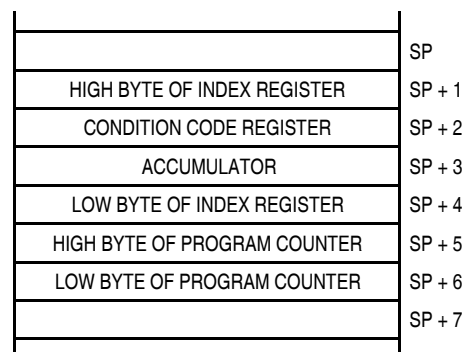 SP
HIGH BYTE OF INDEX REGISTER SP + 1
CONDITION CODE REGISTER SP + 2
ACCUMULATOR SP + 3
LOW BYTE OF INDEX REGISTER SP + 4
HIGH BYTE OF PROGRAM COUNTER SP + 5
LOW BYTE OF PROGRAM COUNTER SP + 6
SP + 7